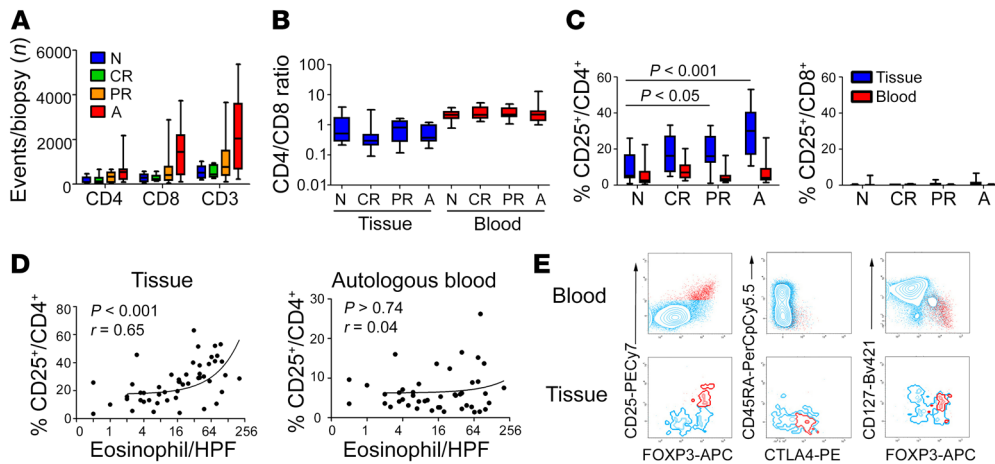 A
Events/biopsy (n)
6000
4000
2000
0
N
CR
PR
A
CD4 CD8 CD3
B
CD4/CD8 ratio
100
10
1
0.1
0.01
N CR PR A N CR PR A
Tissue Blood
C
% CD25+/CD4+
60
40
20
0
P < 0.001
P < 0.05
N CR PR A
% CD25+/CD8+
60
40
20
0
Tissue
Blood
N CR PR A
D
Tissue
% CD25+/CD4+
80
60
40
20
0
P < 0.001
r = 0.65
0 1 4 16 64 256
Eosinophil/HPF
Autologous blood
% CD25+/CD4+
30
20
10
0
P > 0.74
r = 0.04
0 1 4 16 64 256
Eosinophil/HPF
E
Blood
Tissue
CD25-PECy7
FOXP3-APC
CD45RA-PerCpCy5.5
CTLA4-PE
CD127-Bv421
FOXP3-APC